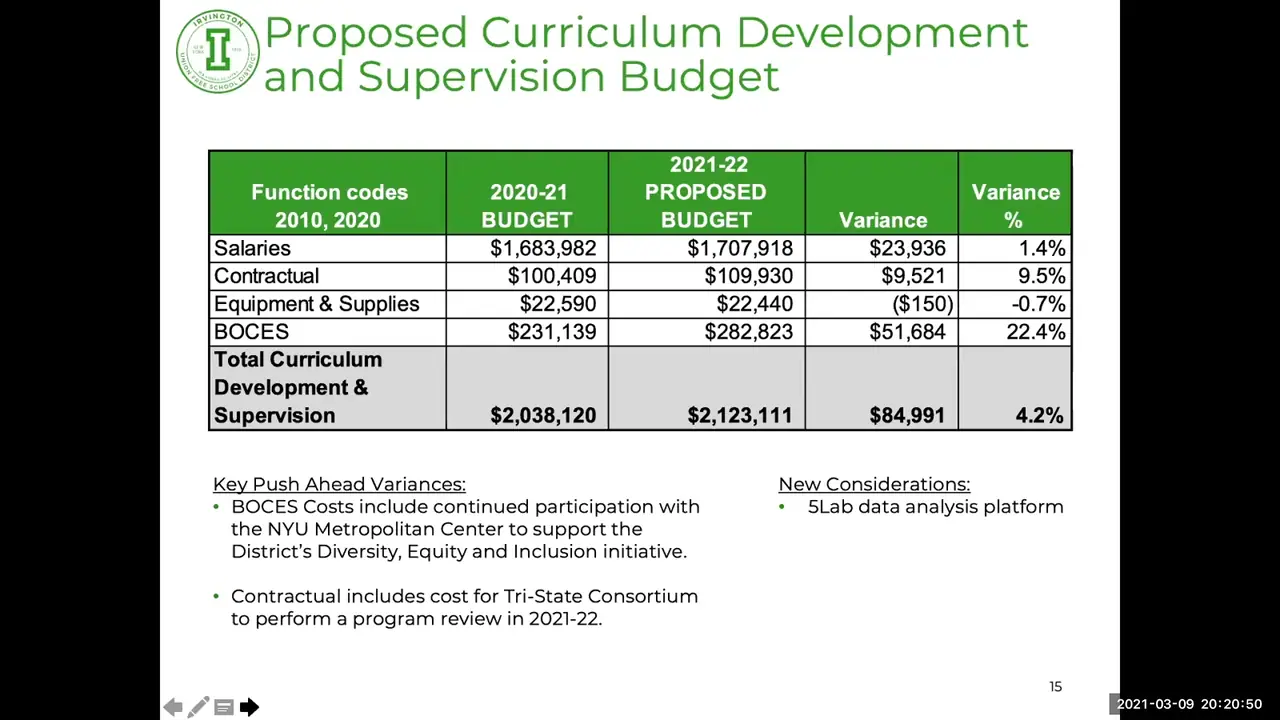 IRVINGTON
UNION FREE SCHOOL DISTRICT
Proposed Curriculum Development
and Supervision Budget
Function codes 2010, 2020 2020-21 BUDGET 2021-22 PROPOSED BUDGET Variance Variance %
Salaries $1,683,982 $1,707,918 $23,936 1.4%
Contractual $100,409 $109,930 $9,521 9.5%
Equipment & Supplies $22,590 $22,440 ($150) -0.7%
BOCES $231,139 $282,823 $51,684 22.4%
Total Curriculum
Development &
Supervision $2,038,120 $2,123,111 $84,991 4.2%
Key Push Ahead Variances:
• BOCES Costs include continued participation with
the NYU Metropolitan Center to support the
District’s Diversity, Equity and Inclusion initiative.
• Contractual includes cost for Tri-State Consortium
to perform a program review in 2021-22.
New Considerations:
• 5Lab data analysis platform
15
2021-03-09 20:20:50